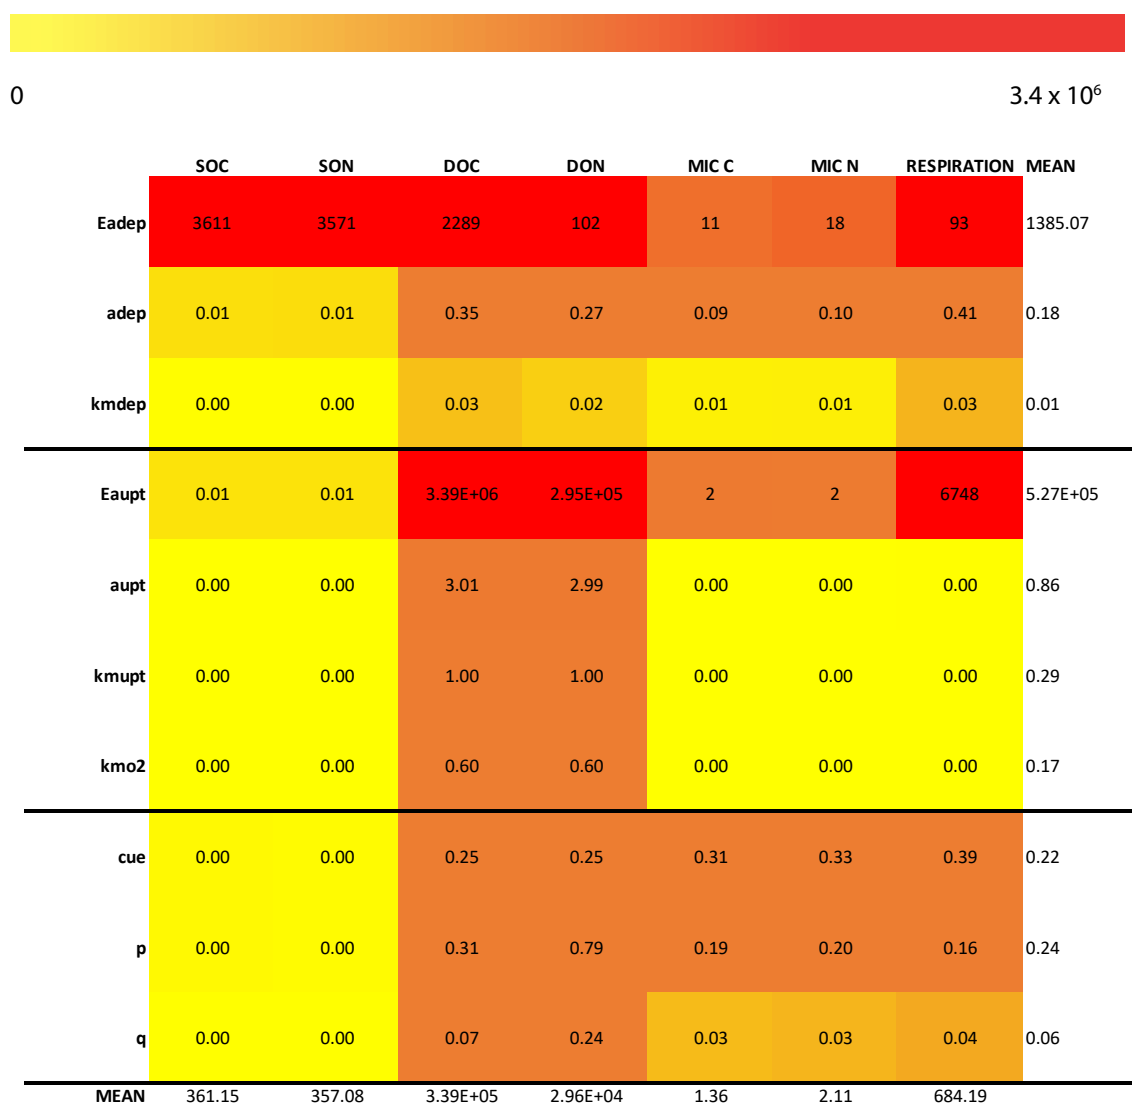 0 3.4 x 10⁶
SOC SON DOC DON MIC C MIC N RESPIRATION MEAN
Eadep 3611 3571 2289 102 11 18 93 1385.07
adep 0.01 0.01 0.35 0.27 0.09 0.10 0.41 0.18
kmdep 0.00 0.00 0.03 0.02 0.01 0.01 0.03 0.01
Eaupt 0.01 0.01 3.39E+06 2.95E+05 2 2 6748 5.27E+05
aupt 0.00 0.00 3.01 2.99 0.00 0.00 0.00 0.86
kmupt 0.00 0.00 1.00 1.00 0.00 0.00 0.00 0.29
kmo2 0.00 0.00 0.60 0.60 0.00 0.00 0.00 0.17
cue 0.00 0.00 0.25 0.25 0.31 0.33 0.39 0.22
p 0.00 0.00 0.31 0.79 0.19 0.20 0.16 0.24
q 0.00 0.00 0.07 0.24 0.03 0.03 0.04 0.06
MEAN 361.15 357.08 3.39E+05 2.96E+04 1.36 2.11 684.19